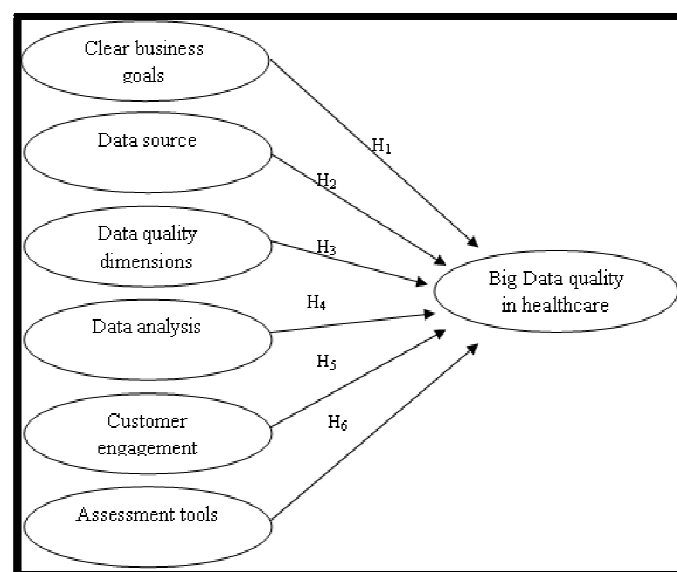 Clear business
goals
Data source
Data quality
dimensions
Data analysis
Customer
engagement
Assessment tools
H1
H2
H3
H4
H5
H6
Big Data quality
in healthcare